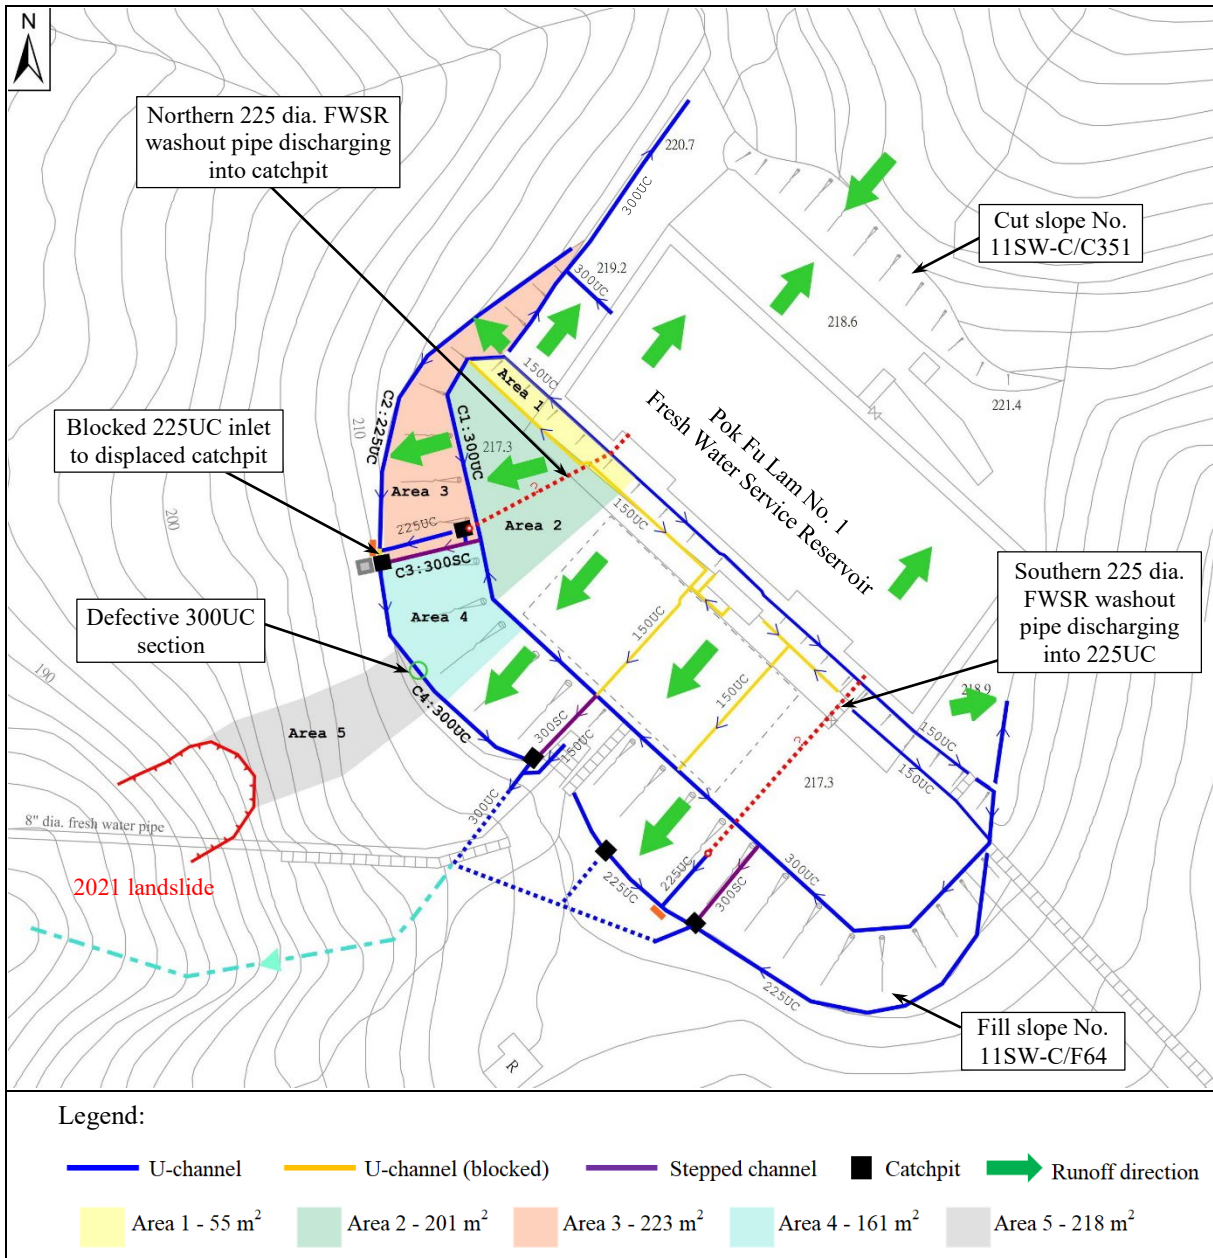 N
Northern 225 dia. FWSR
washout pipe discharging
into catchpit
220.7
300UC
Cut slope No.
11SW-C/C351
219.2
300UC
218.6
221.4
150UC
Area 1
Pok Fu Lam No. 1
Fresh Water Service Reservoir
C2:225UC
C1:300UC
210
217.3
Blocked 225UC inlet
to displaced catchpit
Area 3
?
Area 2
150UC
200
225UC
C3:300SC
Southern 225 dia.
FWSR washout
pipe discharging
into 225UC
Defective 300UC
section
Area 4
150UC
150UC
190
218.9
C4:300UC
Area 5
300SC
150UC
?
217.3
150UC
150UC
8" dia. fresh water pipe
300UC
2021 landslide
225UC
225UC
300SC
300UC
225UC
R
Fill slope No.
11SW-C/F64
Legend:
U-channel
U-channel (blocked)
Stepped channel
Catchpit
Runoff direction
Area 1 - 55 m²
Area 2 - 201 m²
Area 3 - 223 m²
Area 4 - 161 m²
Area 5 - 218 m²